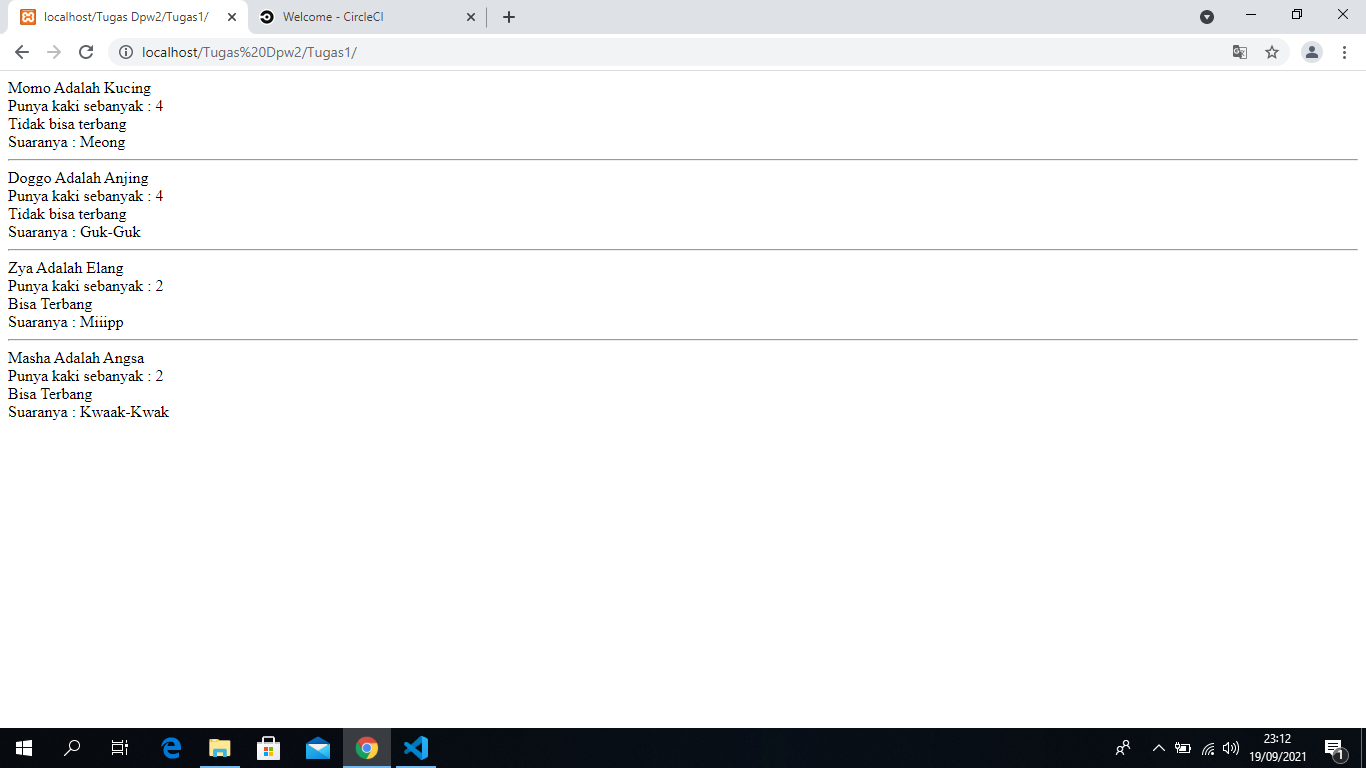 localhost/Tugas Dpw2/Tugas1/
Welcome - CircleCI
localhost/Tugas%20Dpw2/Tugas1/
Momo Adalah Kucing
Punya kaki sebanyak : 4
Tidak bisa terbang
Suaranya : Meong
Doggo Adalah Anjing
Punya kaki sebanyak : 4
Tidak bisa terbang
Suaranya : Guk-Guk
Zya Adalah Elang
Punya kaki sebanyak : 2
Bisa Terbang
Suaranya : Miiipp
Masha Adalah Angsa
Punya kaki sebanyak : 2
Bisa Terbang
Suaranya : Kwaak-Kwak
23:12
19/09/2021
1